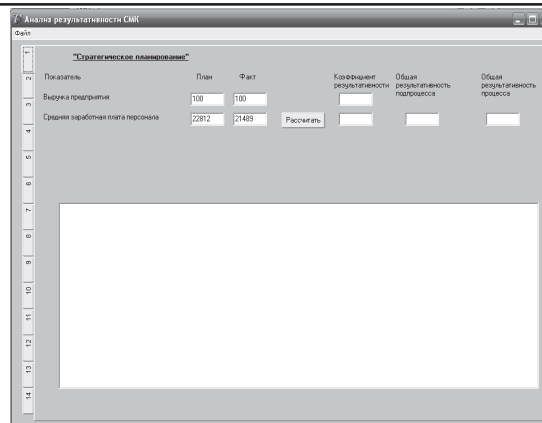 Анализ результативности СМК
Файл
"Стратегическое планирование"
Показатель План Факт Коэффициент результативности Общая результативность подпроцесса Общая результативность процесса
Выручка предприятия 100 100
Средняя заработная плата персонала 22812 21489 Рассчитать
1
2
3
4
5
6
7
8
9
10
11
12
13
14